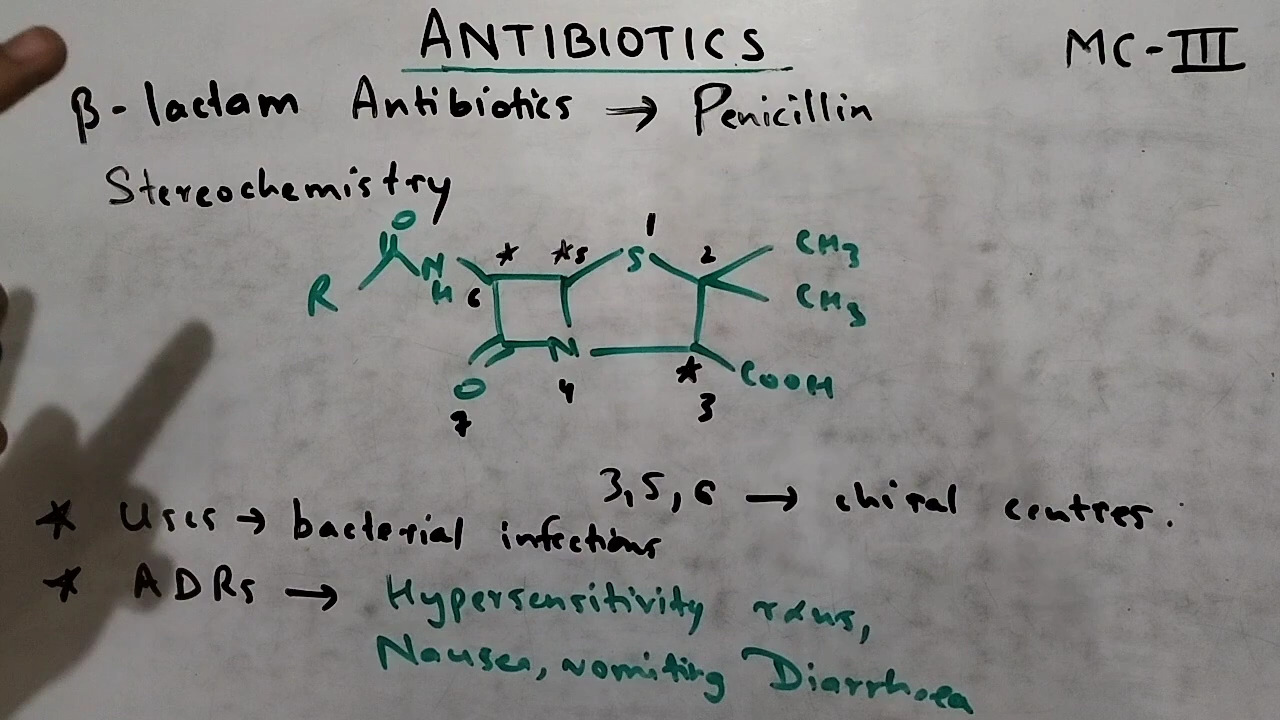 ANTIBIOTICS
MC-III
β-lactam Antibiotics → Penicillin
Stereochemistry
O 1
* *5 S 2 CH3
R N H 6 CH3
O N * COOH
7 4 3
3,5,6 → chiral centres.
* Uses → bacterial infections
* ADRs → Hypersensitivity rxns,
Nausea, vomiting Diarrhoea